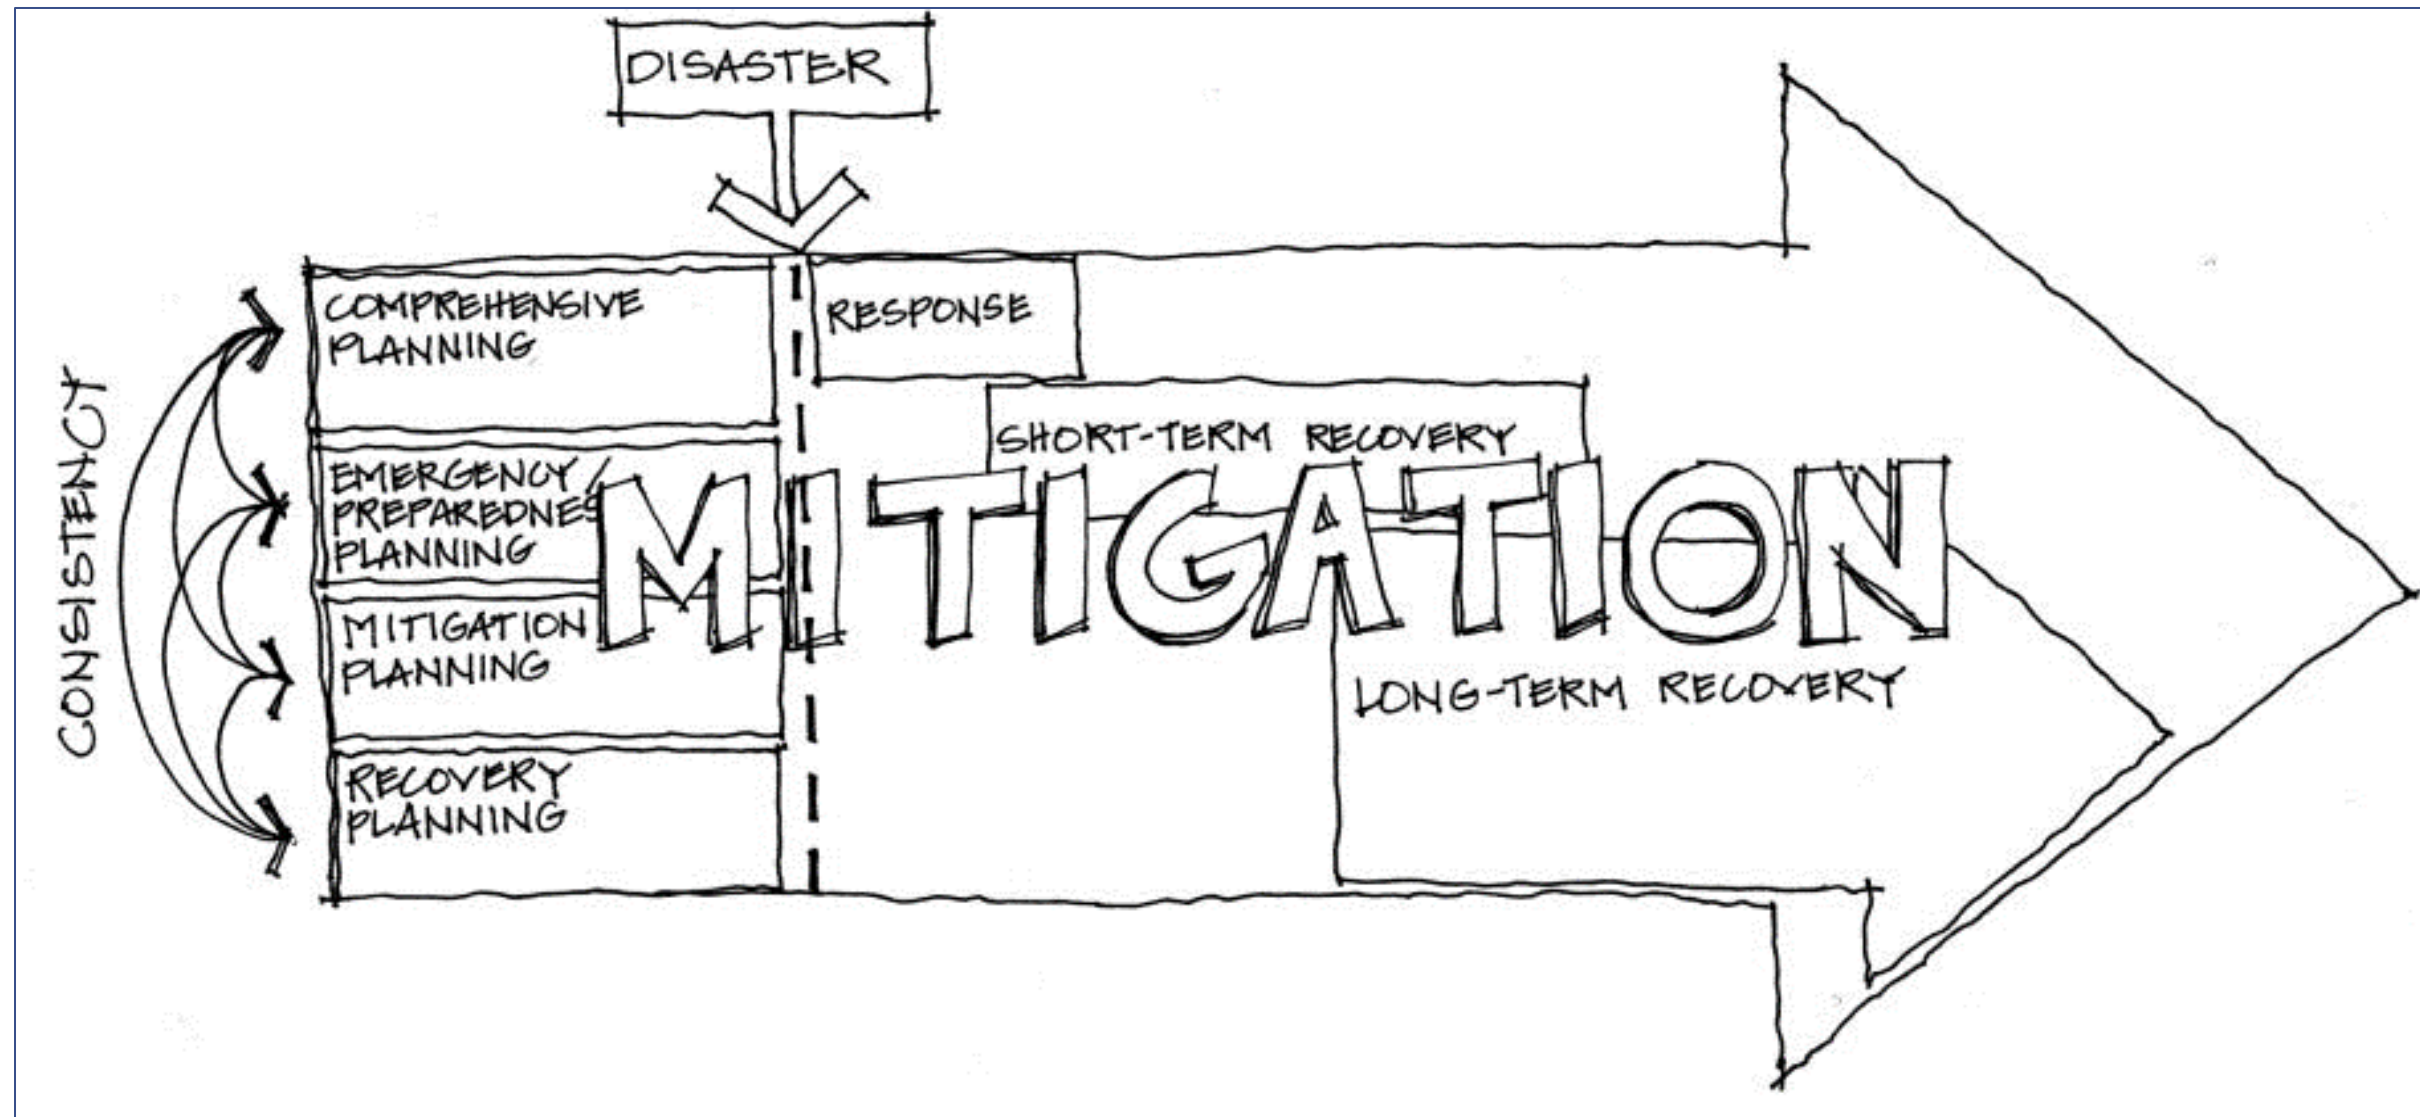 DISASTER
CONSISTENCY
COMPREHENSIVE
PLANNING
EMERGENCY/
PREPAREDNES
PLANNING
MITIGATION
PLANNING
RECOVERY
PLANNING
RESPONSE
SHORT-TERM RECOVERY
MITIGATION
LONG-TERM RECOVERY